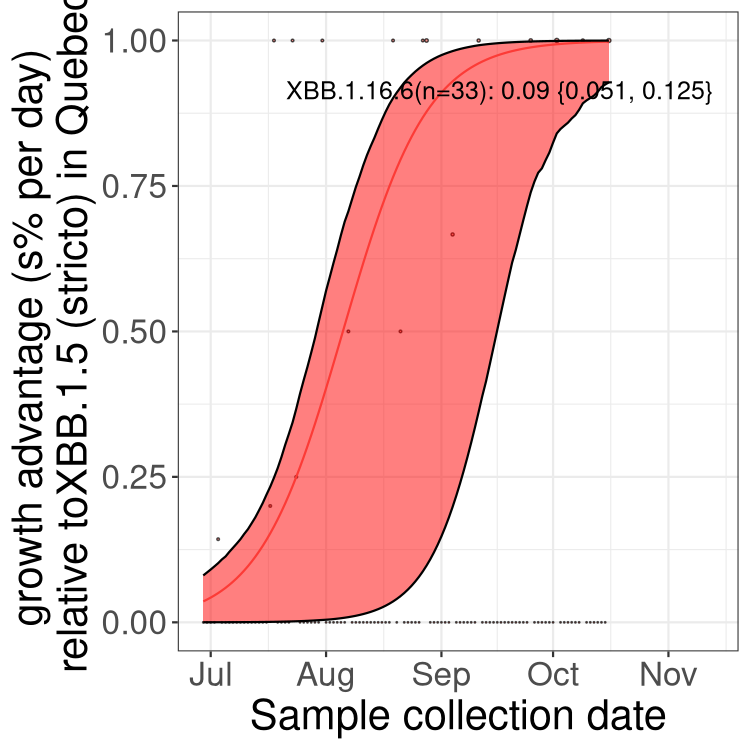 growth advantage (s% per day)
relative toXBB.1.5 (stricto) in Quebec
1.00
0.75
0.50
0.25
0.00
XBB.1.16.6(n=33): 0.09 {0.051, 0.125}
Jul Aug Sep Oct Nov
Sample collection date